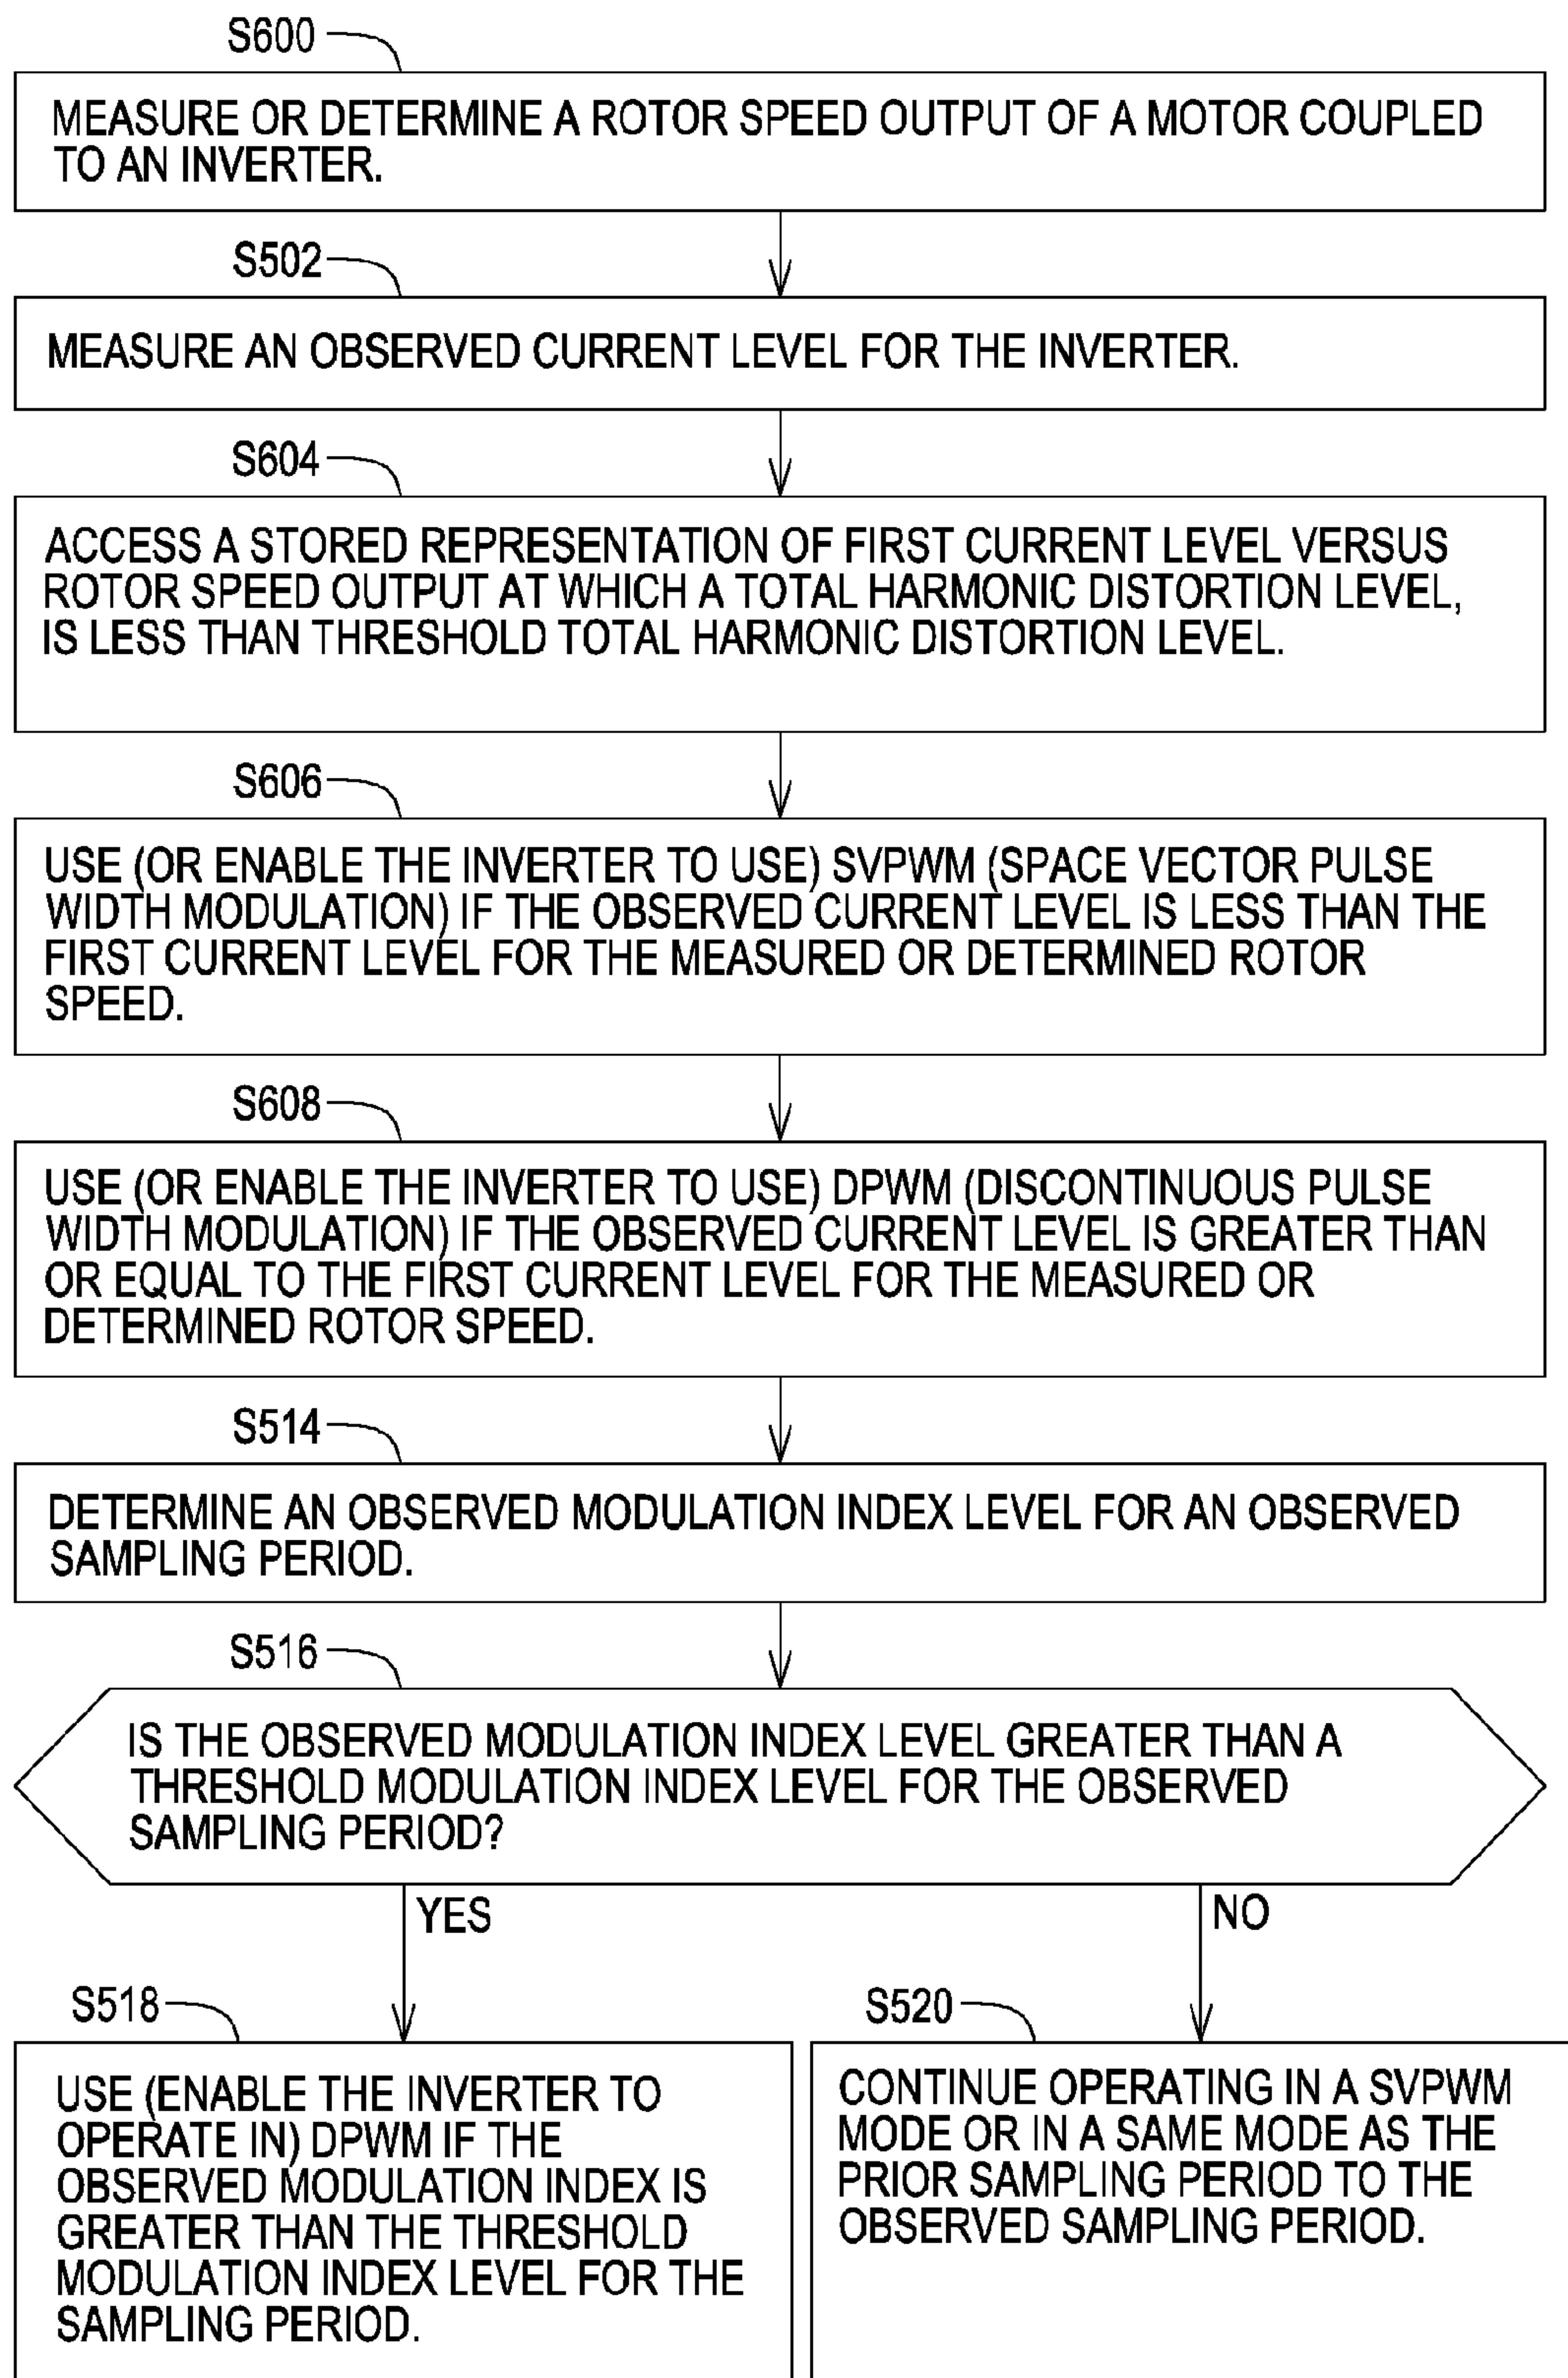 S600
MEASURE OR DETERMINE A ROTOR SPEED OUTPUT OF A MOTOR COUPLED
TO AN INVERTER.
S502
MEASURE AN OBSERVED CURRENT LEVEL FOR THE INVERTER.
S604
ACCESS A STORED REPRESENTATION OF FIRST CURRENT LEVEL VERSUS
ROTOR SPEED OUTPUT AT WHICH A TOTAL HARMONIC DISTORTION LEVEL,
IS LESS THAN THRESHOLD TOTAL HARMONIC DISTORTION LEVEL.
S606
USE (OR ENABLE THE INVERTER TO USE) SVPWM (SPACE VECTOR PULSE
WIDTH MODULATION) IF THE OBSERVED CURRENT LEVEL IS LESS THAN THE
FIRST CURRENT LEVEL FOR THE MEASURED OR DETERMINED ROTOR
SPEED.
S608
USE (OR ENABLE THE INVERTER TO USE) DPWM (DISCONTINUOUS PULSE
WIDTH MODULATION) IF THE OBSERVED CURRENT LEVEL IS GREATER THAN
OR EQUAL TO THE FIRST CURRENT LEVEL FOR THE MEASURED OR
DETERMINED ROTOR SPEED.
S514
DETERMINE AN OBSERVED MODULATION INDEX LEVEL FOR AN OBSERVED
SAMPLING PERIOD.
S516
IS THE OBSERVED MODULATION INDEX LEVEL GREATER THAN A
THRESHOLD MODULATION INDEX LEVEL FOR THE OBSERVED
SAMPLING PERIOD?
YES
NO
S518
USE (ENABLE THE INVERTER TO
OPERATE IN) DPWM IF THE
OBSERVED MODULATION INDEX IS
GREATER THAN THE THRESHOLD
MODULATION INDEX LEVEL FOR THE
SAMPLING PERIOD.
S520
CONTINUE OPERATING IN A SVPWM
MODE OR IN A SAME MODE AS THE
PRIOR SAMPLING PERIOD TO THE
OBSERVED SAMPLING PERIOD.